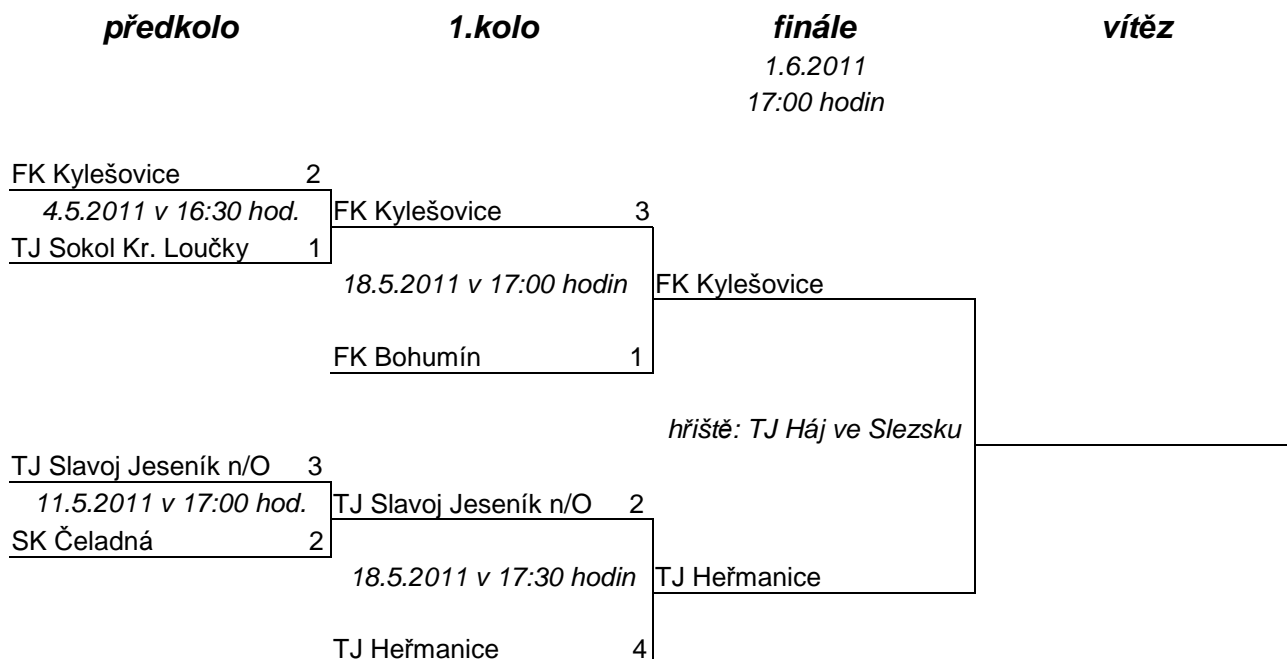 předkolo 1.kolo finále vítěz
1.6.2011
17:00 hodin
FK Kylešovice 2
4.5.2011 v 16:30 hod. FK Kylešovice 3
TJ Sokol Kr. Loučky 1
18.5.2011 v 17:00 hodin FK Kylešovice
FK Bohumín 1
hřiště: TJ Háj ve Slezsku
TJ Slavoj Jeseník n/O 3
11.5.2011 v 17:00 hod. TJ Slavoj Jeseník n/O 2
SK Čeladná 2
18.5.2011 v 17:30 hodin TJ Heřmanice
TJ Heřmanice 4